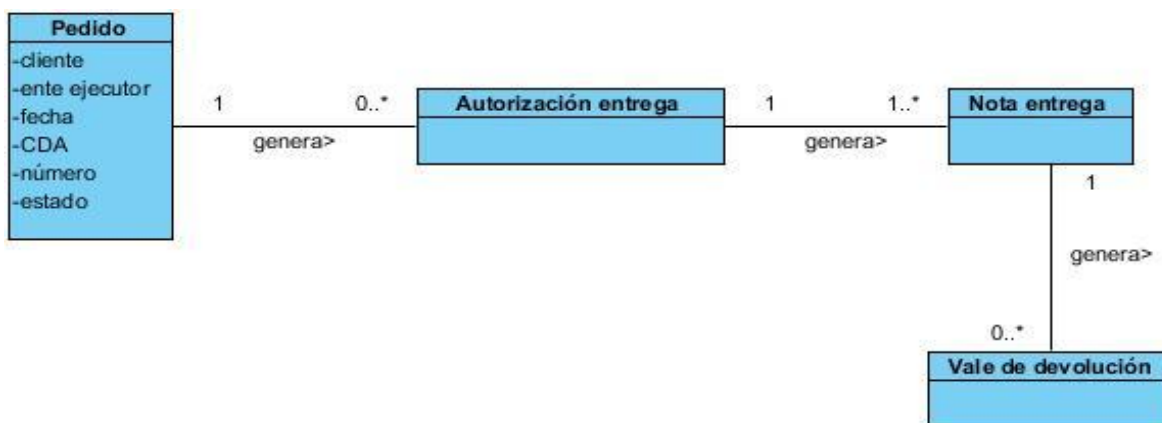 Pedido
-cliente
-ente ejecutor
-fecha
-CDA
-número
-estado
1
0..*
genera>
Autorización entrega
1
1..*
genera>
Nota entrega
1
genera>
0..*
Vale de devolución